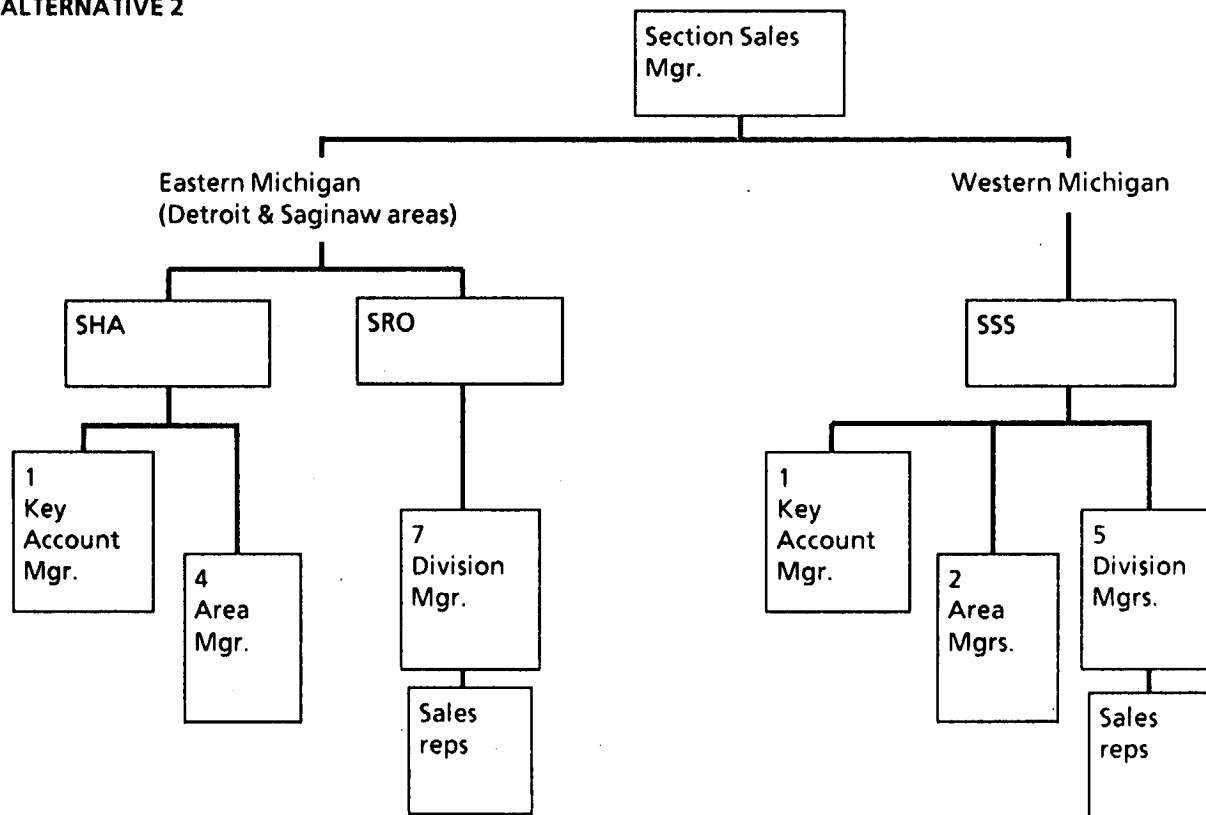 ALTERNATIVE 2
Section Sales
Mgr.
Eastern Michigan
(Detroit & Saginaw areas)
Western Michigan
SHA
SRO
SSS
1
Key
Account
Mgr.
4
Area
Mgr.
7
Division
Mgr.
Sales
reps
1
Key
Account
Mgr.
2
Area
Mgrs.
5
Division
Mgrs.
Sales
reps